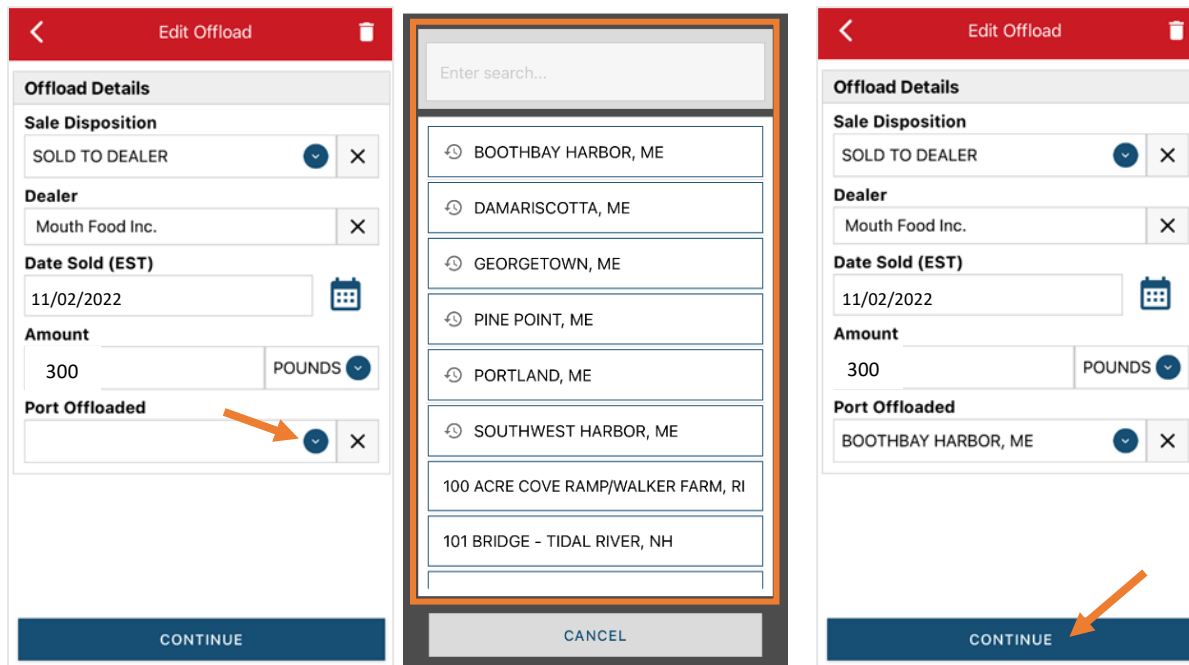 Edit Offload
Offload Details
Sale Disposition
SOLD TO DEALER
Dealer
Mouth Food Inc.
Date Sold (EST)
11/02/2022
Amount
300 POUNDS
Port Offloaded
CONTINUE
Enter search...
BOOTHBAY HARBOR, ME
DAMARISCOTTA, ME
GEORGETOWN, ME
PINE POINT, ME
PORTLAND, ME
SOUTHWEST HARBOR, ME
100 ACRE COVE RAMP/WALKER FARM, RI
101 BRIDGE - TIDAL RIVER, NH
CANCEL
Edit Offload
Offload Details
Sale Disposition
SOLD TO DEALER
Dealer
Mouth Food Inc.
Date Sold (EST)
11/02/2022
Amount
300 POUNDS
Port Offloaded
BOOTHBAY HARBOR, ME
CONTINUE